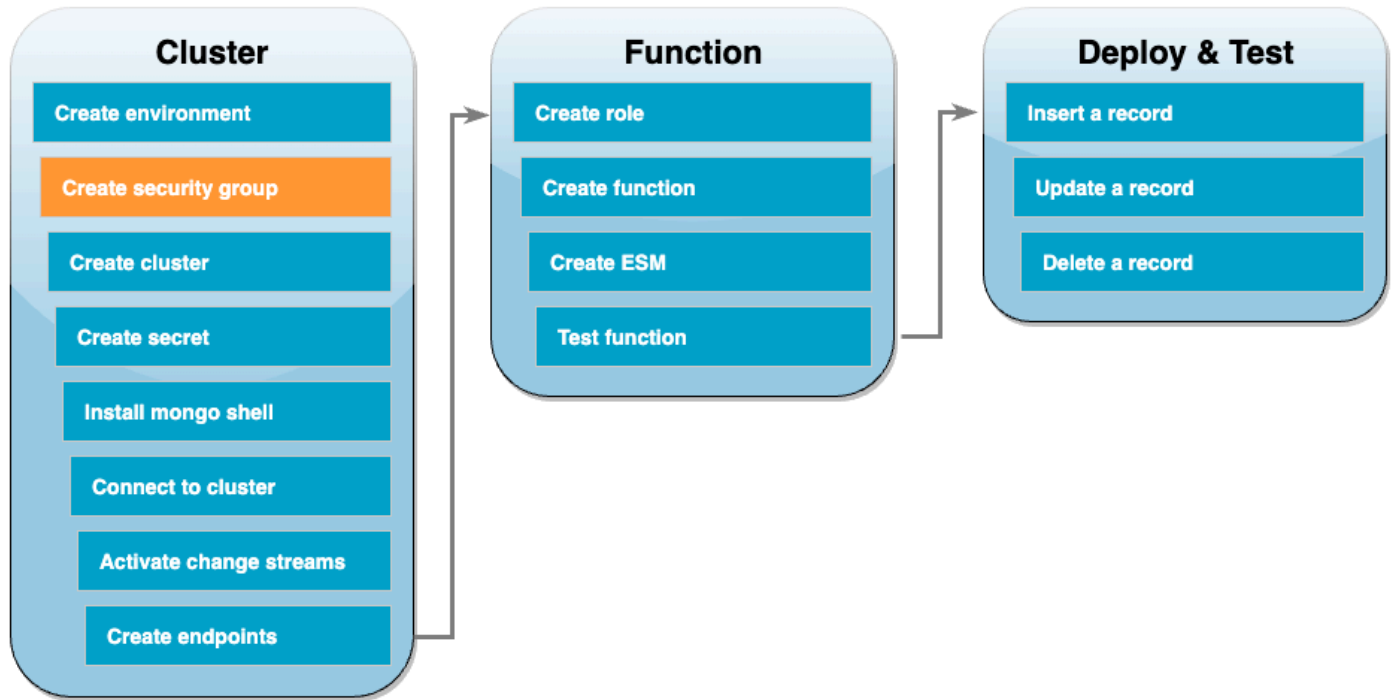 Cluster
Create environment
Create security group
Create cluster
Create secret
Install mongo shell
Connect to cluster
Activate change streams
Create endpoints
Function
Create role
Create function
Create ESM
Test function
Deploy & Test
Insert a record
Update a record
Delete a record